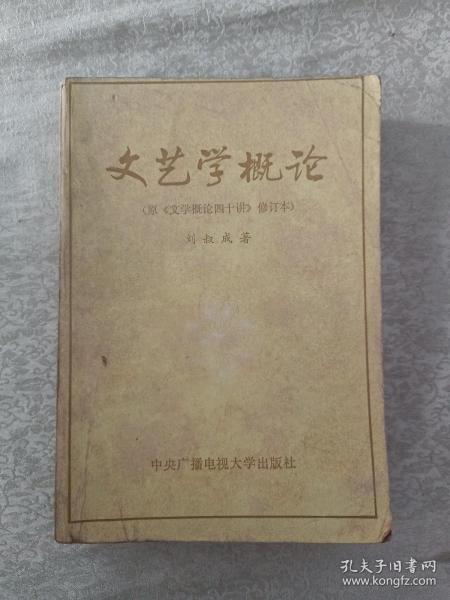 文艺学概论
（原《文学概论四十讲》修订本）
刘叔成著
中央广播电视大学出版社
孔夫子旧书网
www.kongfz.com